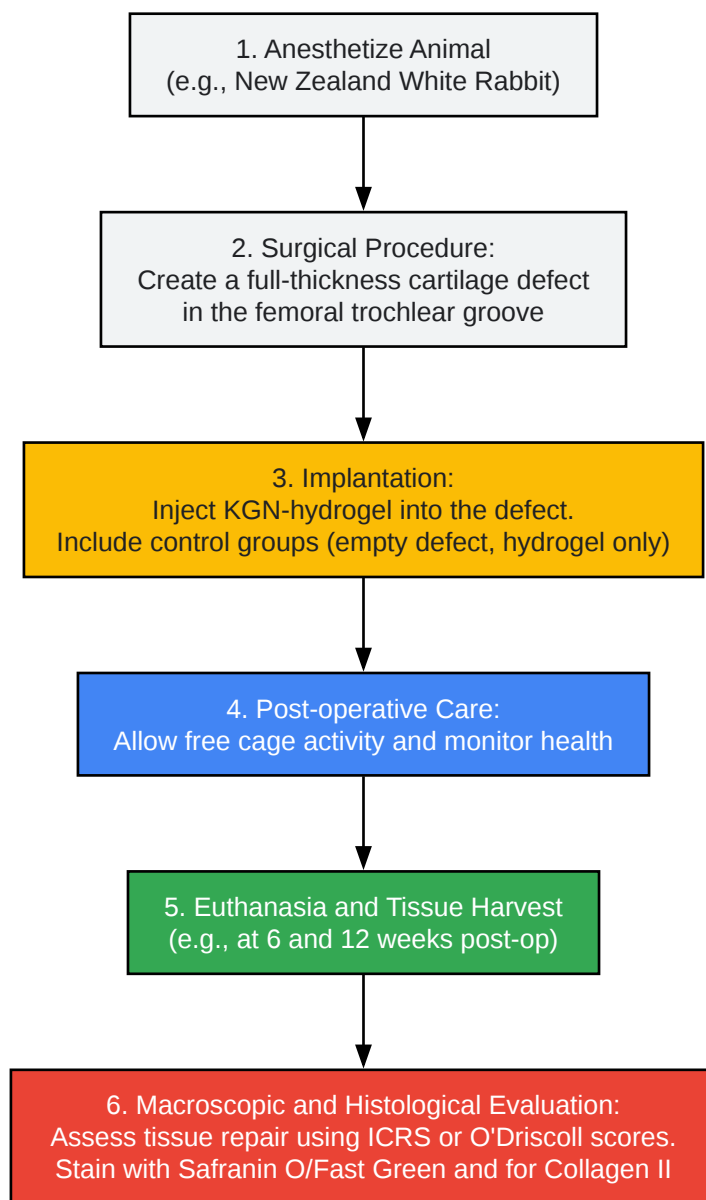 1. Anesthetize Animal
(e.g., New Zealand White Rabbit)
2. Surgical Procedure:
Create a full-thickness cartilage defect
in the femoral trochlear groove
3. Implantation:
Inject KGN-hydrogel into the defect.
Include control groups (empty defect, hydrogel only)
4. Post-operative Care:
Allow free cage activity and monitor health
5. Euthanasia and Tissue Harvest
(e.g., at 6 and 12 weeks post-op)
6. Macroscopic and Histological Evaluation:
Assess tissue repair using ICRS or O'Driscoll scores.
Stain with Safranin O/Fast Green and for Collagen II